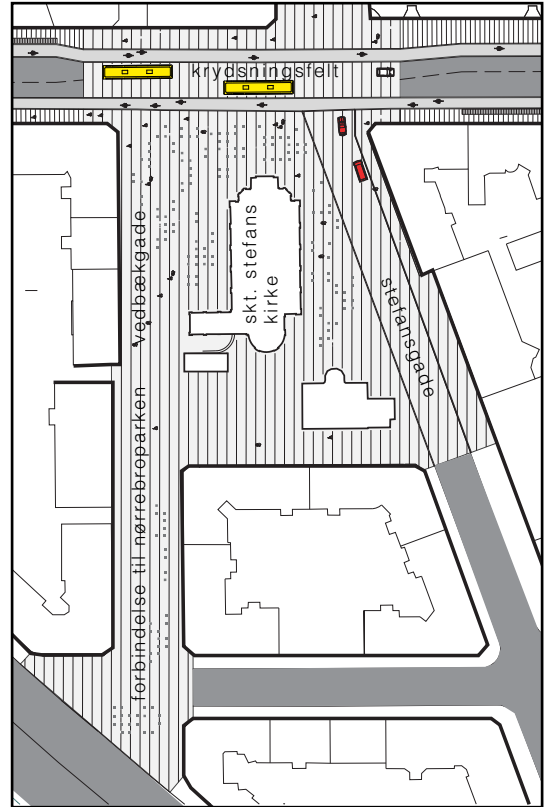 krydsningsfelt
skt. stefans
kirke
stefansgade
forbindelse til nørrebroparken vedbækgade